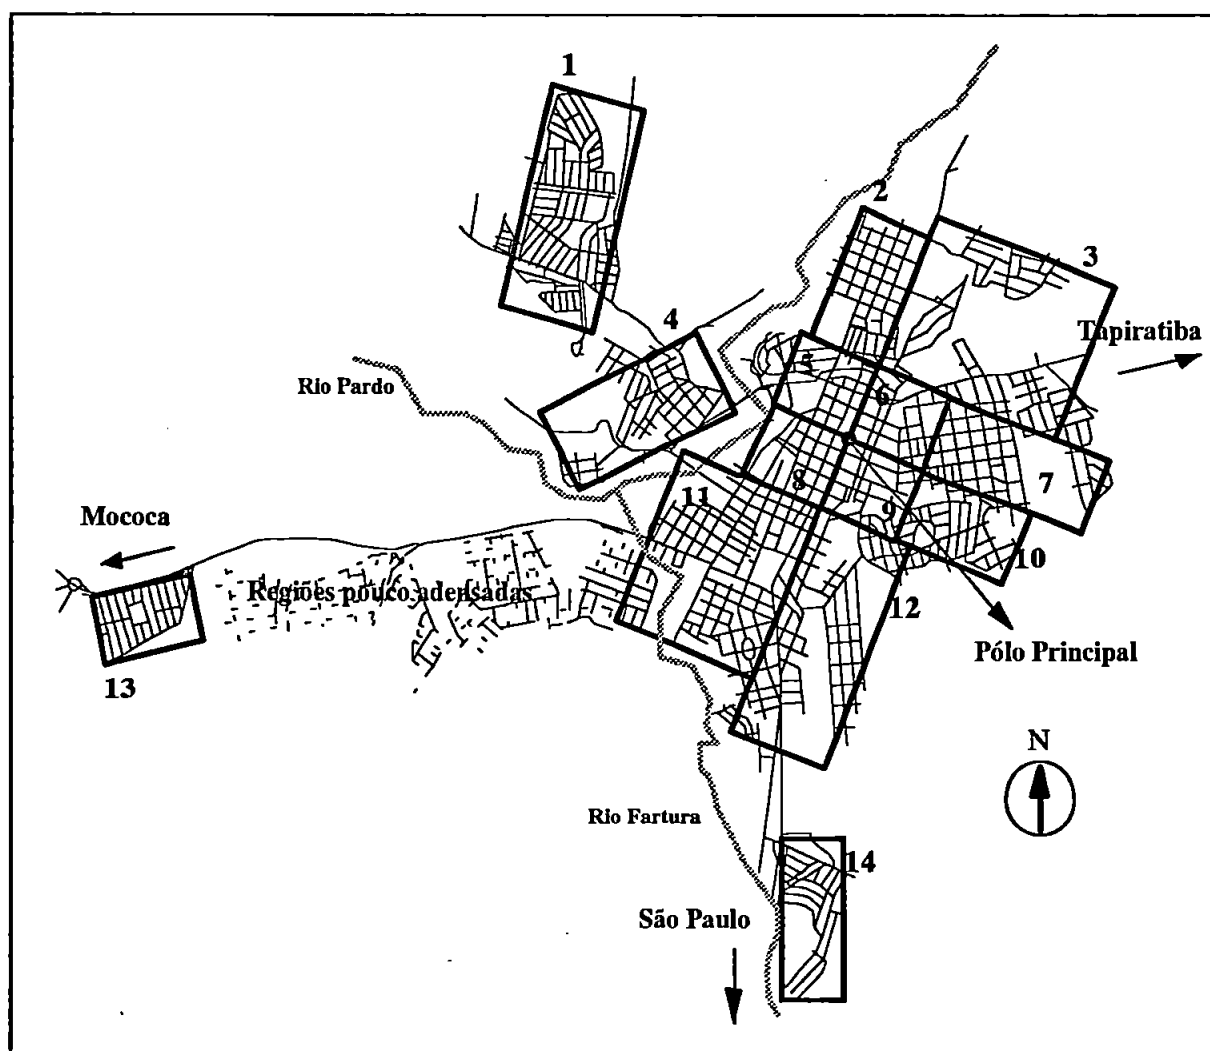 1
2
3
4
Tapiratiba
5
Rio Pardo
6
7
8
11
9
Mococa
10
Regiões pouco adensadas
12
Pólo Principal
13
N
Rio Fartura
14
São Paulo